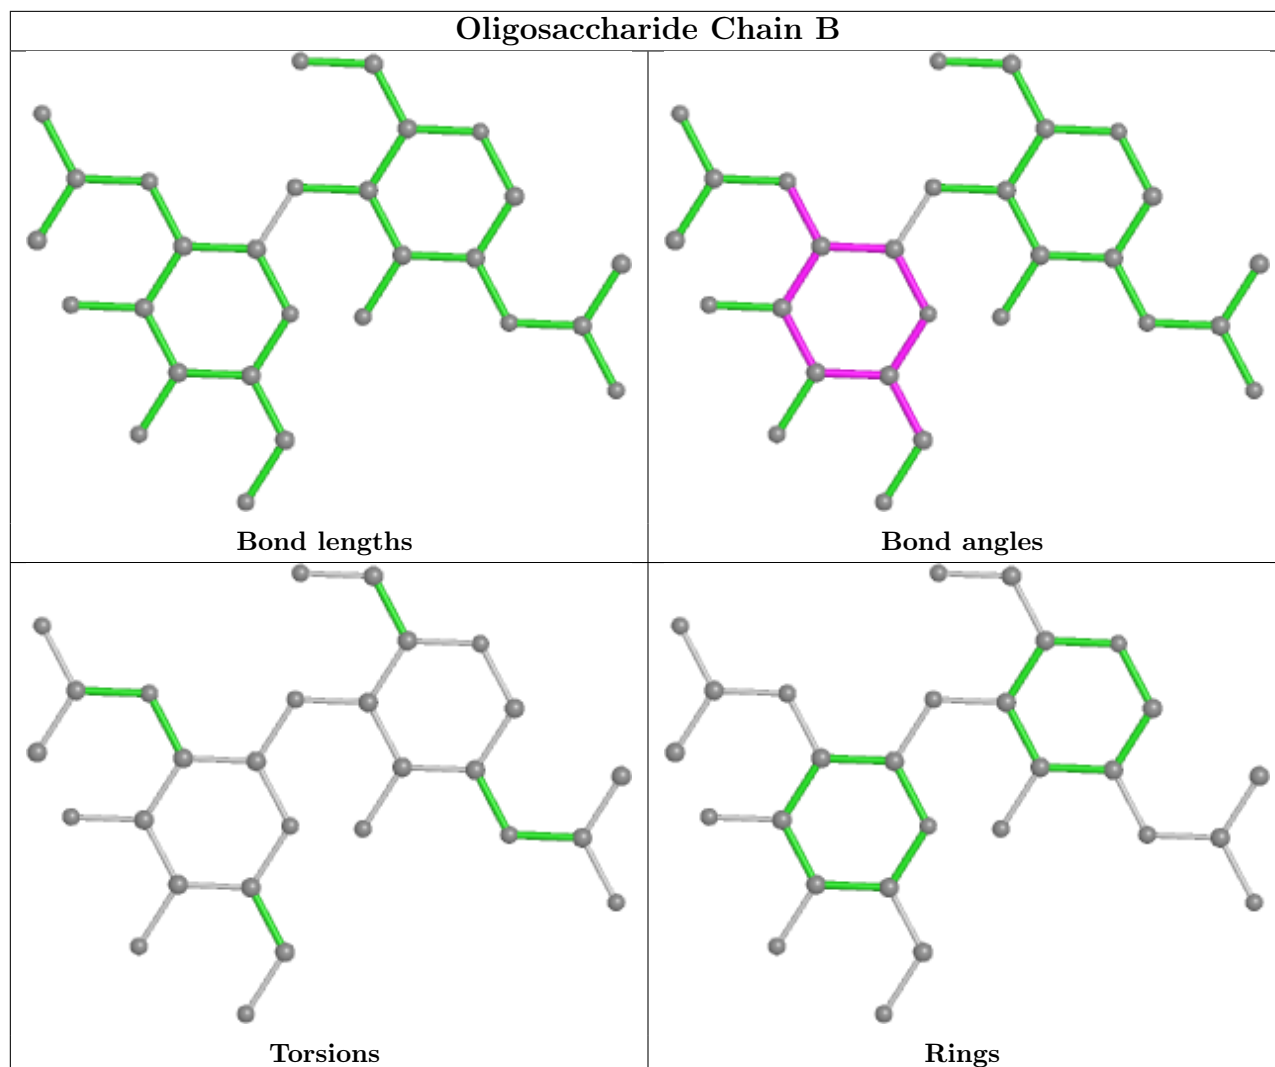 Oligosaccharide Chain B
Bond lengths
Bond angles
Torsions
Rings